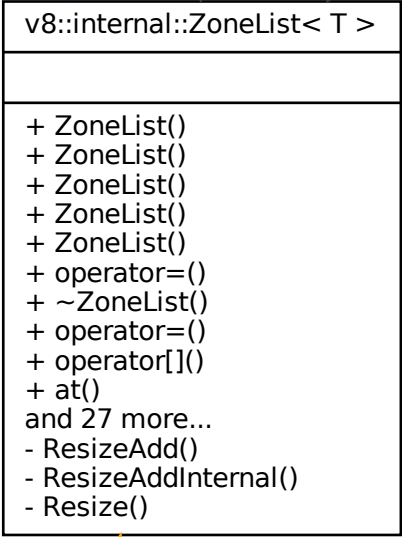 v8::internal::ZoneList< T >
+ ZoneList()
+ ZoneList()
+ ZoneList()
+ ZoneList()
+ ZoneList()
+ operator=()
+ ~ZoneList()
+ operator=()
+ operator[]()
+ at()
and 27 more...
- ResizeAdd()
- ResizeAddInternal()
- Resize()